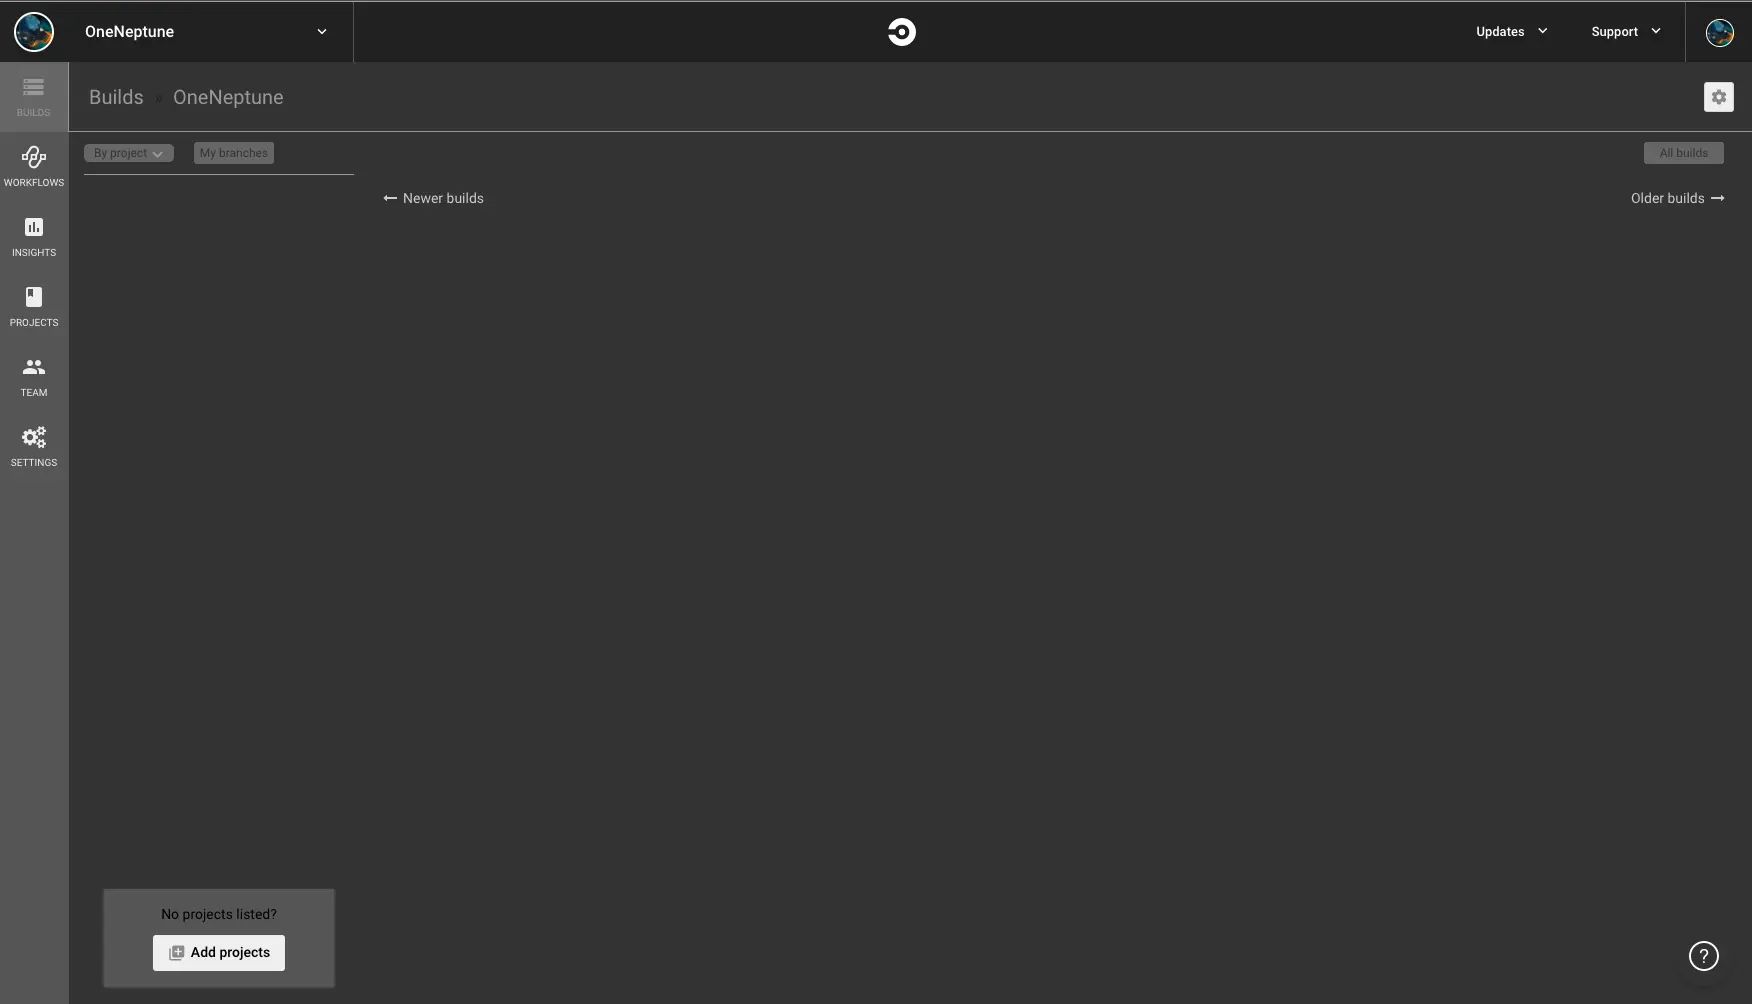 OneNeptune
Updates
Support
Builds » OneNeptune
BUILDS
WORKFLOWS
INSIGHTS
PROJECTS
TEAM
SETTINGS
By project
My branches
All builds
← Newer builds
Older builds →
No projects listed?
Add projects
?